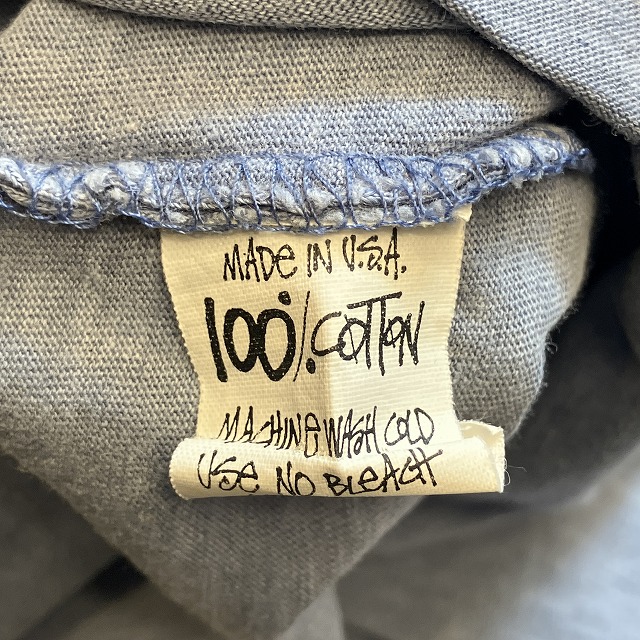 MADE IN U.S.A.
100%.COTTON
MACHINE WASH COLD
USE NO BLEACH